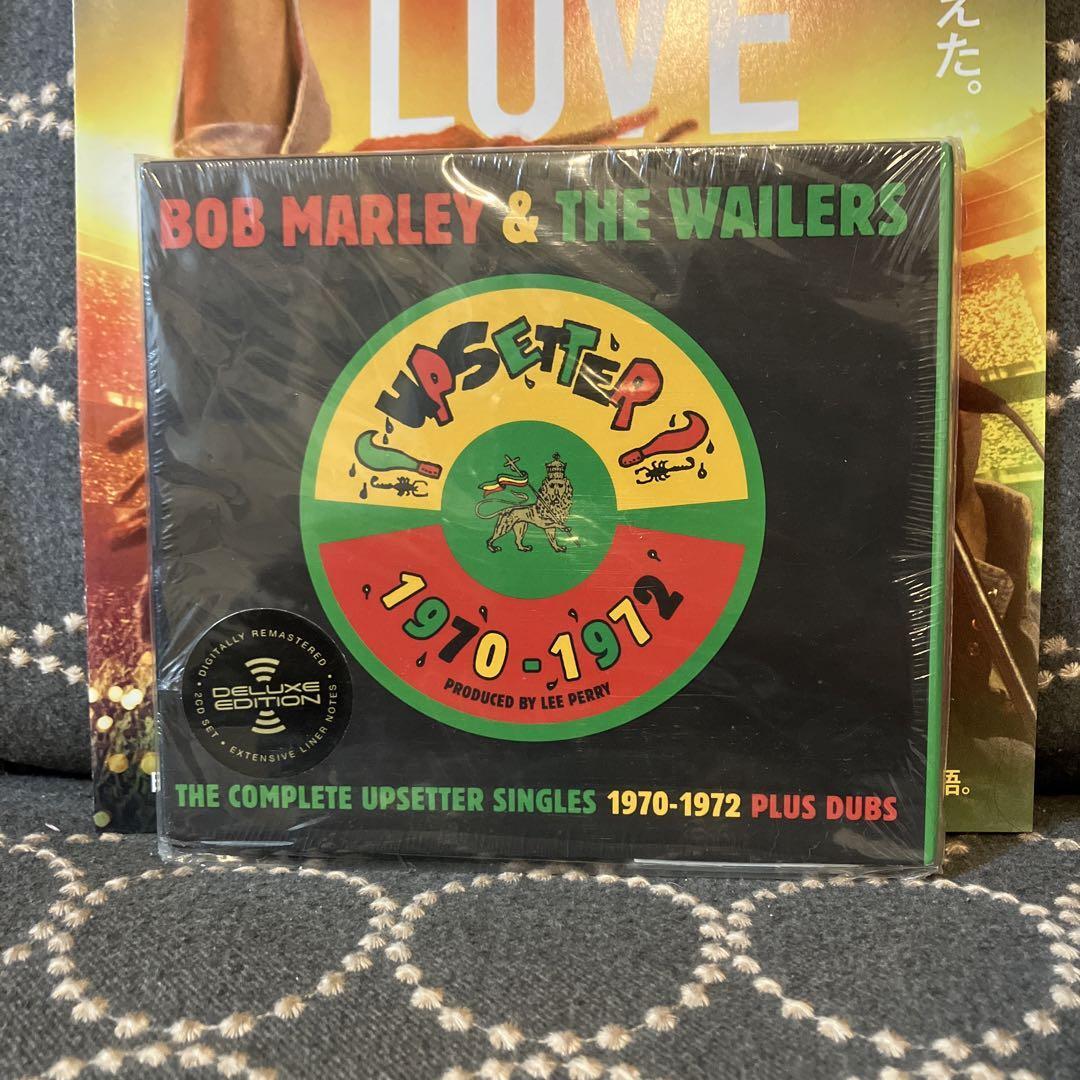 LOVE
えた。
BOB MARLEY & THE WAILERS
UPSETTER
1970-1972
PRODUCED BY LEE PERRY
DIGITALLY REMASTERED •
DELUXE
EDITION
2CD SET • EXTENSIVE LINER NOTES •
THE COMPLETE UPSETTER SINGLES 1970-1972 PLUS DUBS
語。